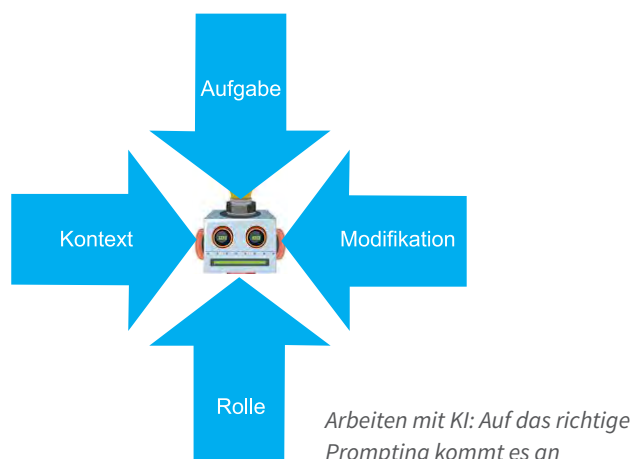 Aufgabe
Kontext
Modifikation
Rolle
Arbeiten mit KI: Auf das richtige
Prompting kommt es an